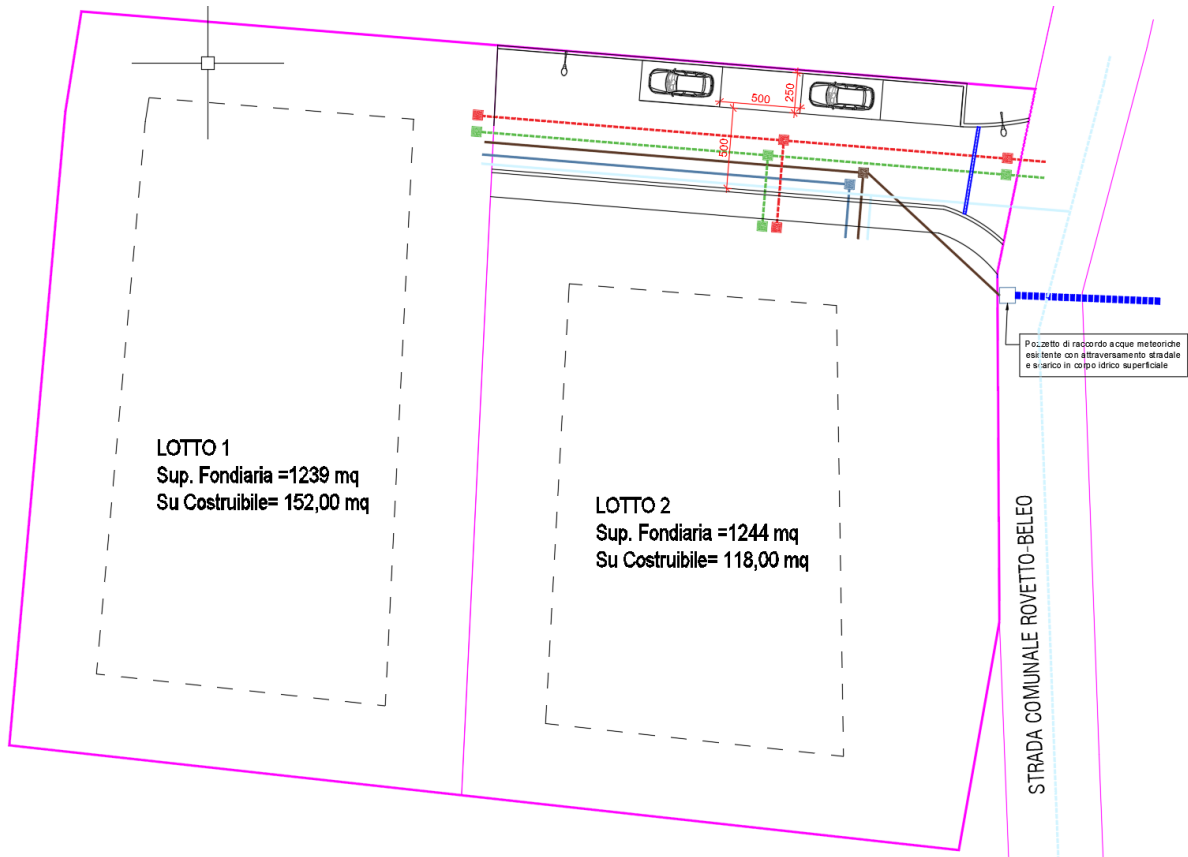 500
250
500
Pozzetto di raccordo acque meteoriche
esistente con attraversamento stradale
e scarico in corpo idrico superficiale
LOTTO 1
Sup. Fondiaria =1239 mq
Su Costruibile= 152,00 mq
LOTTO 2
Sup. Fondiaria =1244 mq
Su Costruibile= 118,00 mq
STRADA COMUNALE ROVETTO-BELEO